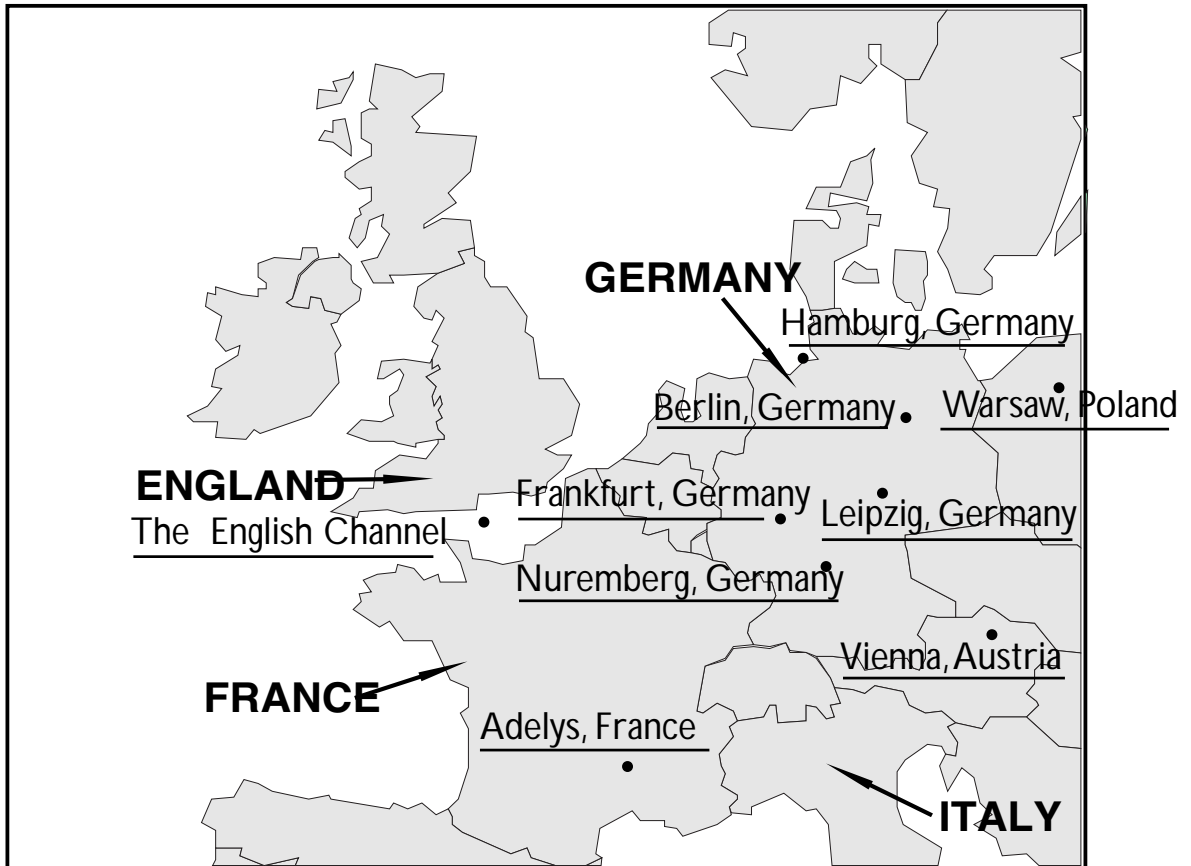 GERMANY
Hamburg, Germany
Berlin, Germany
Warsaw, Poland
ENGLAND
Frankfurt, Germany
Leipzig, Germany
The English Channel
Nuremberg, Germany
Vienna, Austria
FRANCE
Adelys, France
ITALY